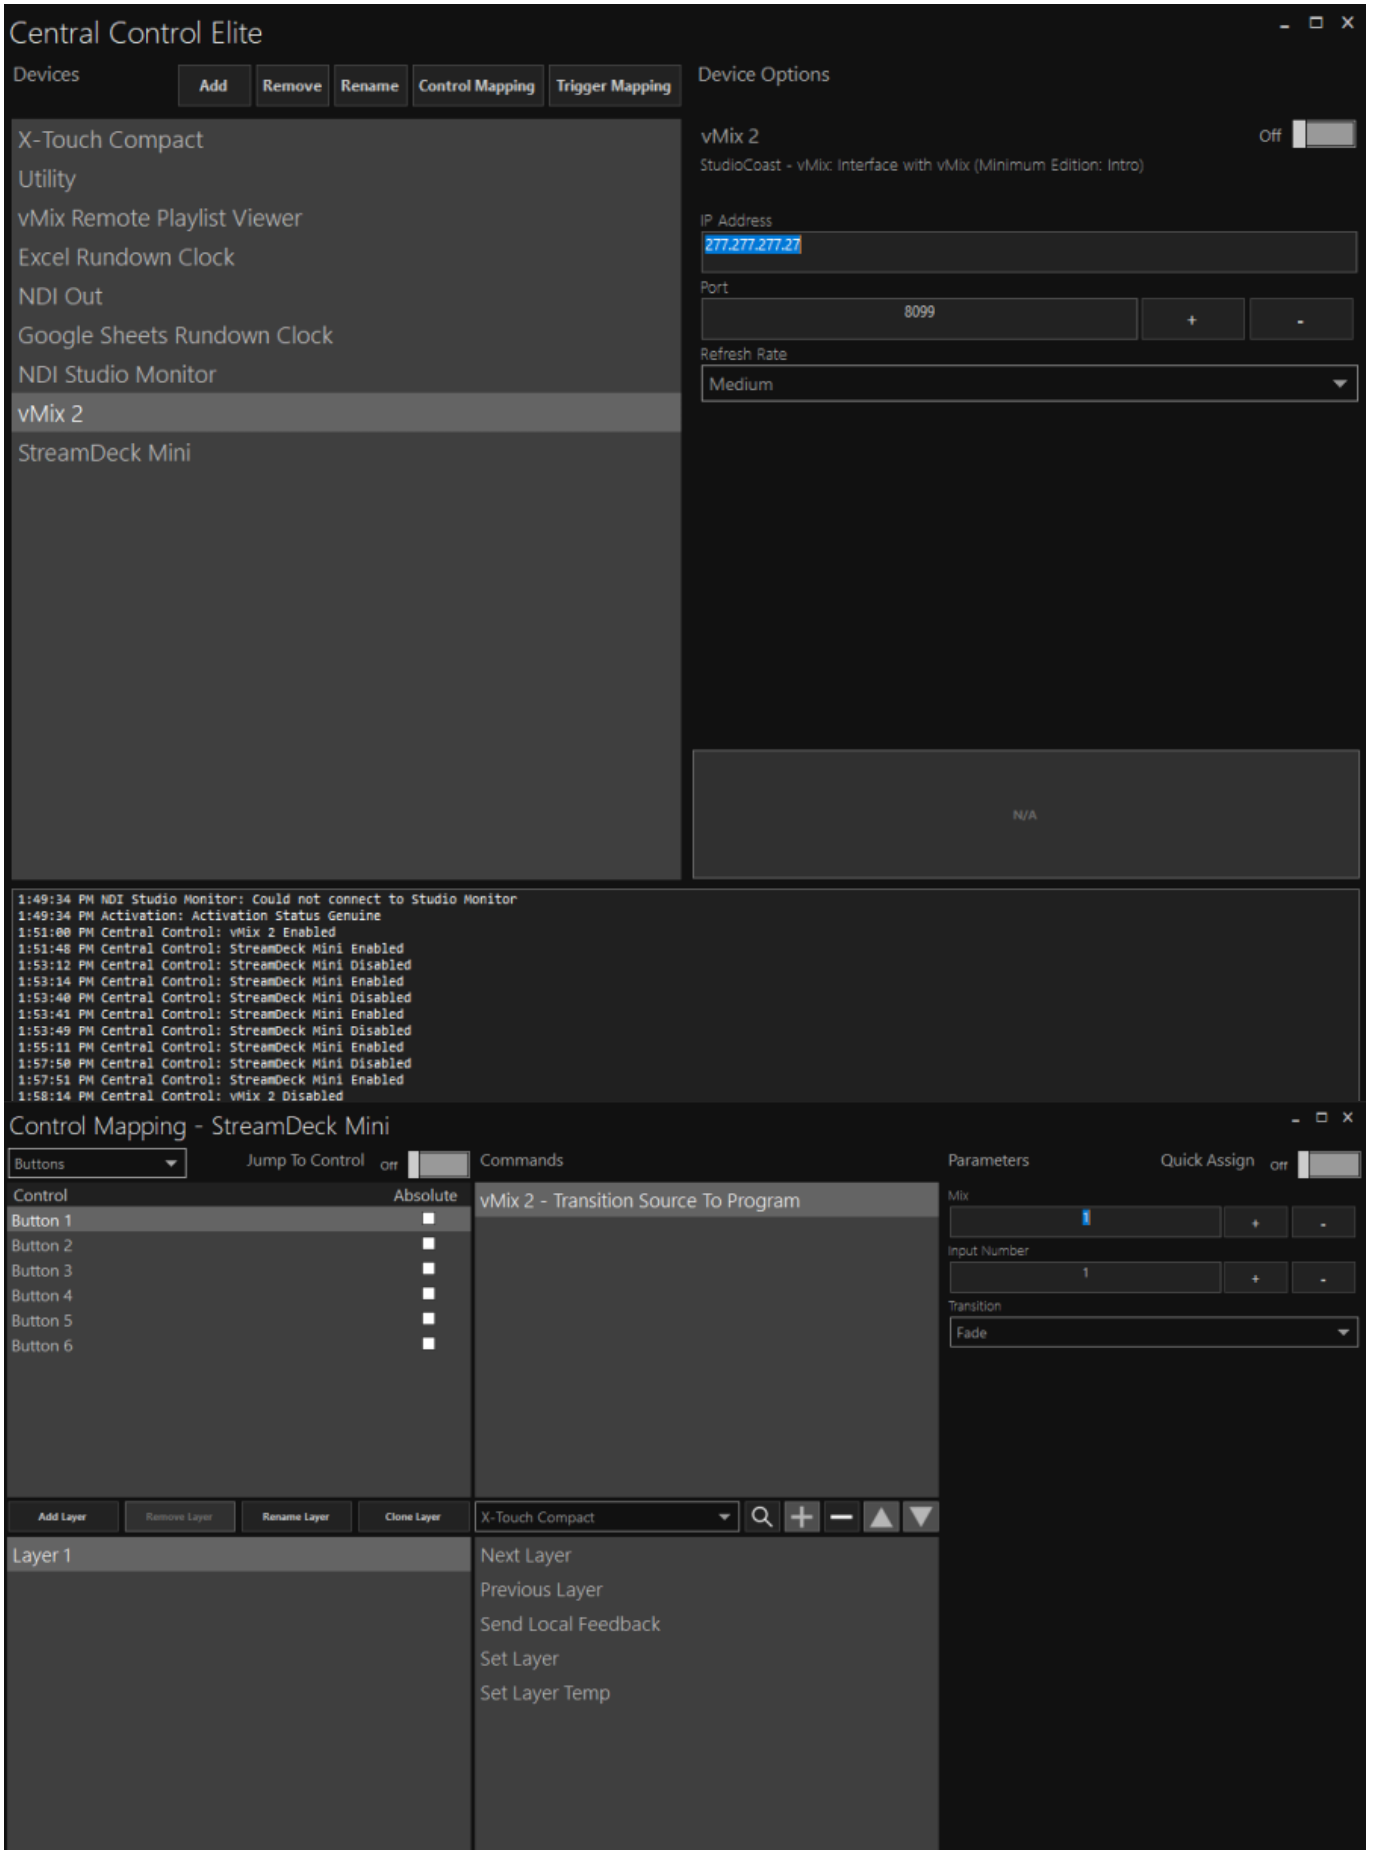 Central Control Elite
Devices
Add
Remove
Rename
Control Mapping
Trigger Mapping
X-Touch Compact
Utility
vMix Remote Playlist Viewer
Excel Rundown Clock
NDI Out
Google Sheets Rundown Clock
NDI Studio Monitor
vMix 2
StreamDeck Mini
Device Options
vMix 2
Off
StudioCoast - vMix: Interface with vMix (Minimum Edition: Intro)
IP Address
277.277.277.27
Port
8099
+
-
Refresh Rate
Medium
N/A
1:49:34 PM NDI Studio Monitor: Could not connect to Studio Monitor
1:49:34 PM Activation: Activation Status Genuine
1:51:00 PM Central Control: vMix 2 Enabled
1:51:48 PM Central Control: StreamDeck Mini Enabled
1:53:12 PM Central Control: StreamDeck Mini Disabled
1:53:14 PM Central Control: StreamDeck Mini Enabled
1:53:40 PM Central Control: StreamDeck Mini Disabled
1:53:41 PM Central Control: StreamDeck Mini Enabled
1:53:49 PM Central Control: StreamDeck Mini Disabled
1:55:11 PM Central Control: StreamDeck Mini Enabled
1:57:50 PM Central Control: StreamDeck Mini Disabled
1:57:51 PM Central Control: StreamDeck Mini Enabled
1:58:14 PM Central Control: vMix 2 Disabled
Control Mapping - StreamDeck Mini
Buttons
Jump To Control
Off
Control
Absolute
Button 1
Button 2
Button 3
Button 4
Button 5
Button 6
Commands
vMix 2 - Transition Source To Program
Parameters
Quick Assign
Off
Mix
1
+
-
Input Number
1
+
-
Transition
Fade
Add Layer
Remove Layer
Rename Layer
Clone Layer
Layer 1
X-Touch Compact
Next Layer
Previous Layer
Send Local Feedback
Set Layer
Set Layer Temp